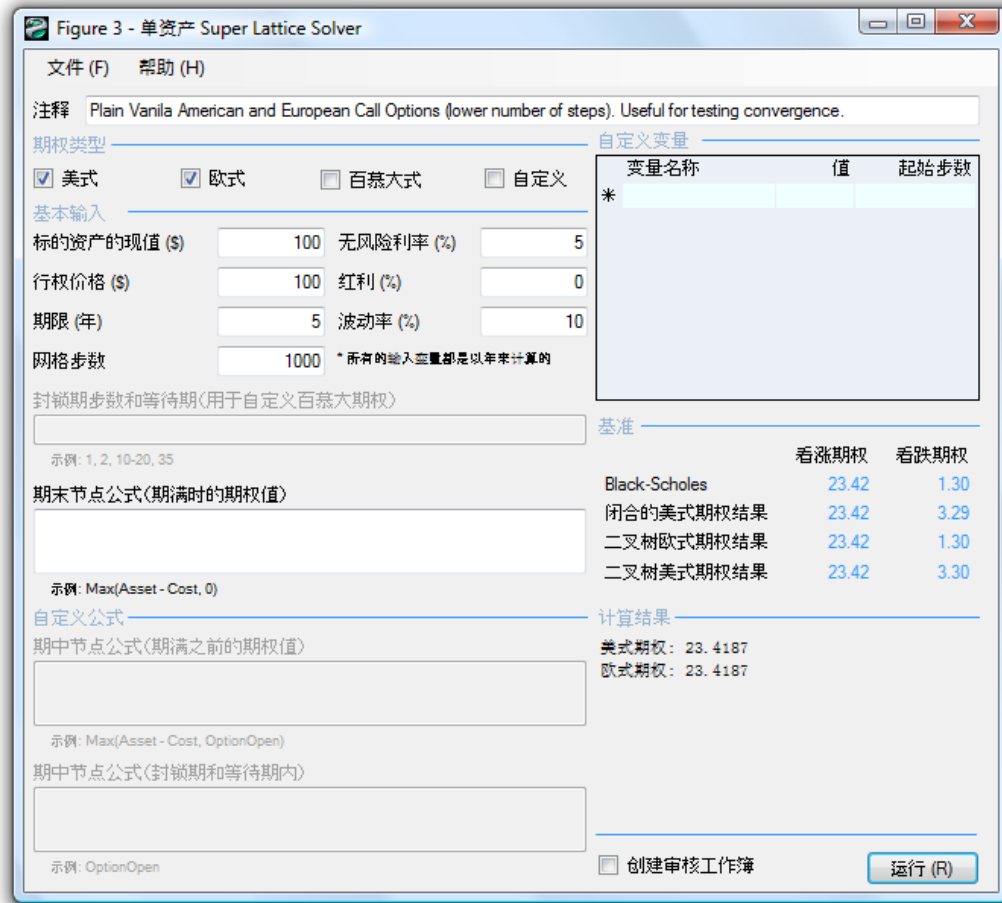 Figure 3 - 单资产 Super Lattice Solver
文件 (F) 帮助 (H)
注释 Plain Vanila American and European Call Options (lower number of steps). Useful for testing convergence.
期权类型
美式 欧式 百慕大式 自定义
基本输入
标的资产的现值 ($) 100 无风险利率 (%) 5
行权价格 ($) 100 红利 (%) 0
期限 (年) 5 波动率 (%) 10
网格步数 1000 * 所有的输入变量都是以年来计算的
封锁期步数和等待期(用于自定义百慕大期权)
示例: 1, 2, 10-20, 35
期末节点公式(期满时的期权值)
示例: Max(Asset - Cost, 0)
自定义公式
期中节点公式(期满之前的期权值)
示例: Max(Asset - Cost, OptionOpen)
期中节点公式(封锁期和等待期内)
示例: OptionOpen
自定义变量
变量名称 值 起始步数
*
基准
看涨期权 看跌期权
Black-Scholes 23.42 1.30
闭合的美式期权结果 23.42 3.29
二叉树欧式期权结果 23.42 1.30
二叉树美式期权结果 23.42 3.30
计算结果
美式期权: 23.4187
欧式期权: 23.4187
创建审核工作簿 运行 (R)